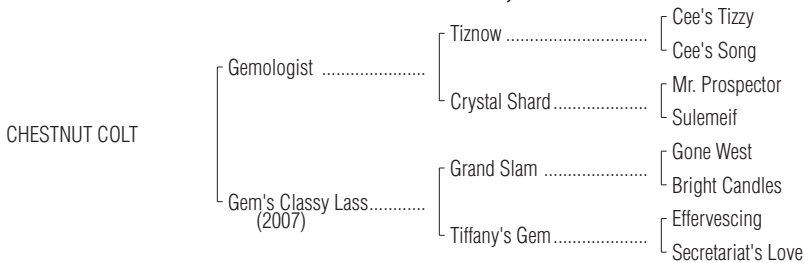 Cee's Tizzy
Tiznow ..............................
Cee's Song
Gemologist ......................
Mr. Prospector
Crystal Shard....................
Sulemeif
CHESTNUT COLT
Gone West
Grand Slam ......................
Bright Candles
Gem's Classy Lass............
(2007)
Effervescing
Tiffany's Gem....................
Secretariat's Love